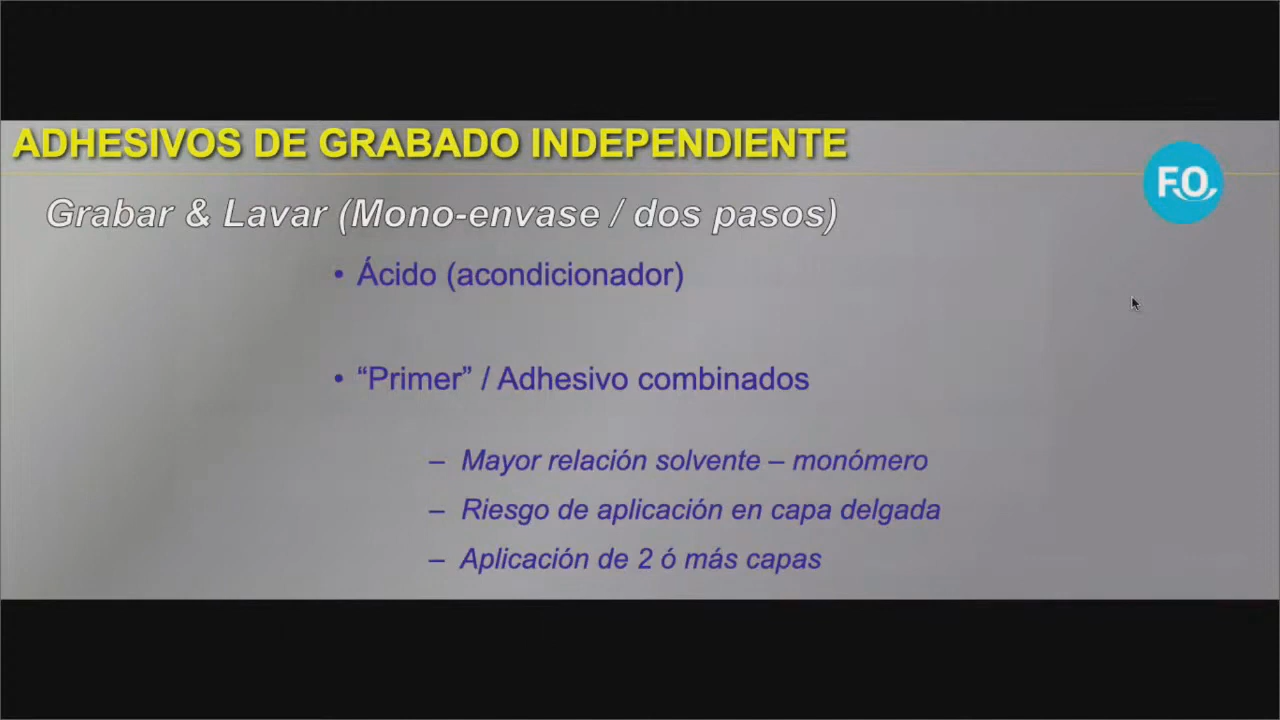 ADHESIVOS DE GRABADO INDEPENDIENTE
F.O.
Grabar & Lavar (Mono-envase / dos pasos)
• Ácido (acondicionador)
• “Primer” / Adhesivo combinados
– Mayor relación solvente – monómero
– Riesgo de aplicación en capa delgada
– Aplicación de 2 ó más capas